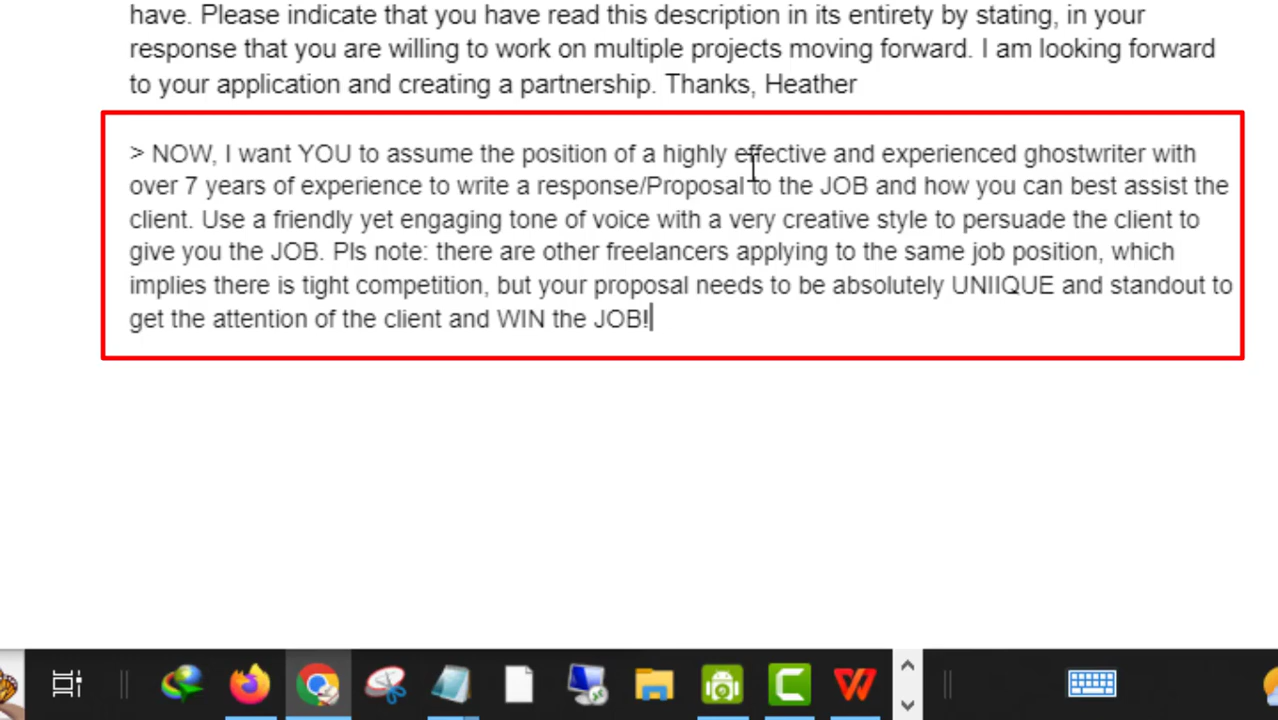 have. Please indicate that you have read this description in its entirety by stating, in your
response that you are willing to work on multiple projects moving forward. I am looking forward
to your application and creating a partnership. Thanks, Heather
> NOW, I want YOU to assume the position of a highly effective and experienced ghostwriter with
over 7 years of experience to write a response/Proposal to the JOB and how you can best assist the
client. Use a friendly yet engaging tone of voice with a very creative style to persuade the client to
give you the JOB. Pls note: there are other freelancers applying to the same job position, which
implies there is tight competition, but your proposal needs to be absolutely UNIIQUE and standout to
get the attention of the client and WIN the JOB!